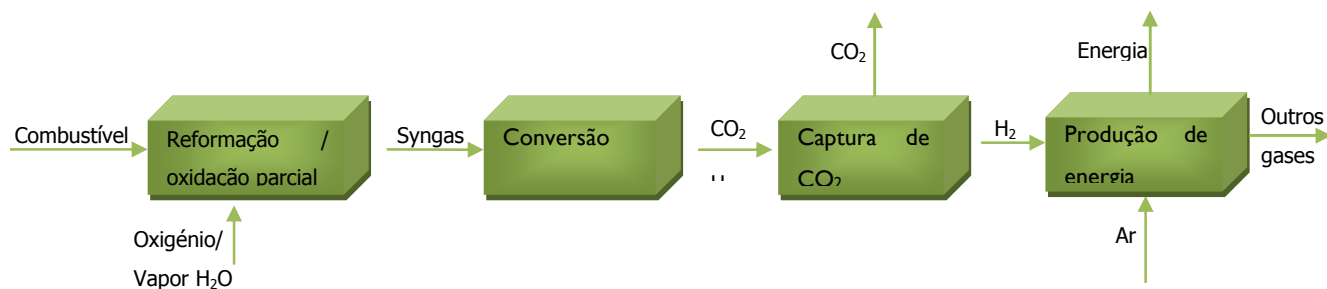 Combustível
Reformação /
oxidação parcial
Oxigénio/
Vapor H₂O
Syngas
Conversão
CO₂
Captura de
CO₂
CO₂
H₂
Produção de
energia
Energia
Ar
Outros
gases